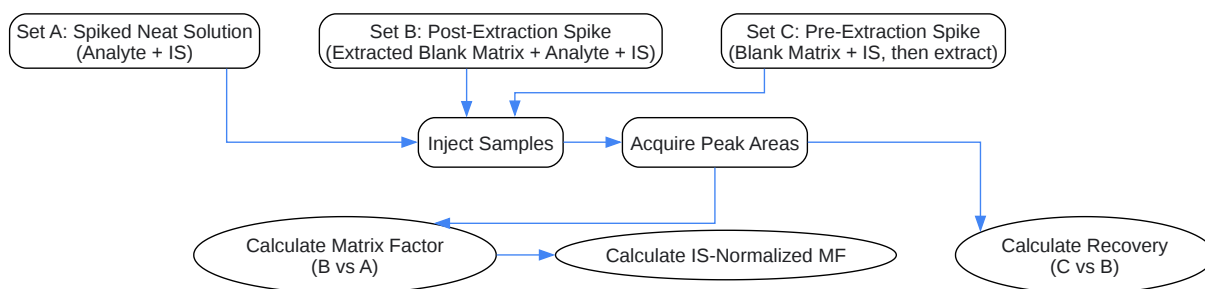 Set A: Spiked Neat Solution
(Analyte + IS)
Set B: Post-Extraction Spike
(Extracted Blank Matrix + Analyte + IS)
Set C: Pre-Extraction Spike
(Blank Matrix + IS, then extract)
Inject Samples
Acquire Peak Areas
Calculate Matrix Factor
(B vs A)
Calculate IS-Normalized MF
Calculate Recovery
(C vs B)